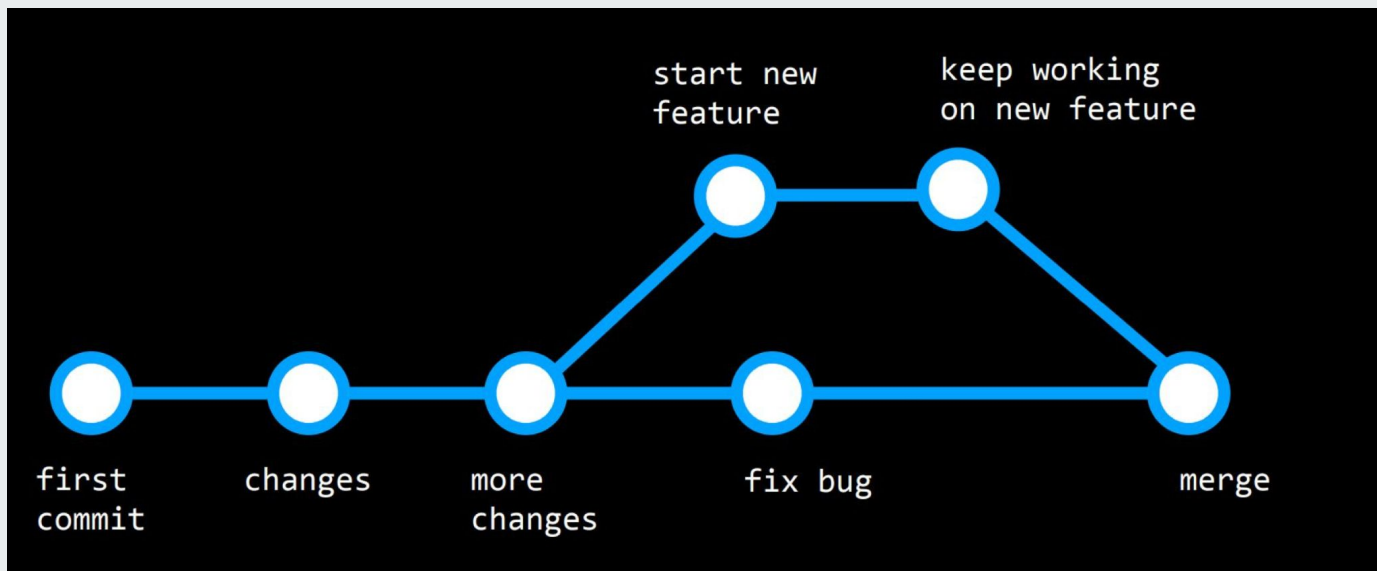 start new
feature
keep working
on new feature
first
commit
changes
more
changes
fix bug
merge